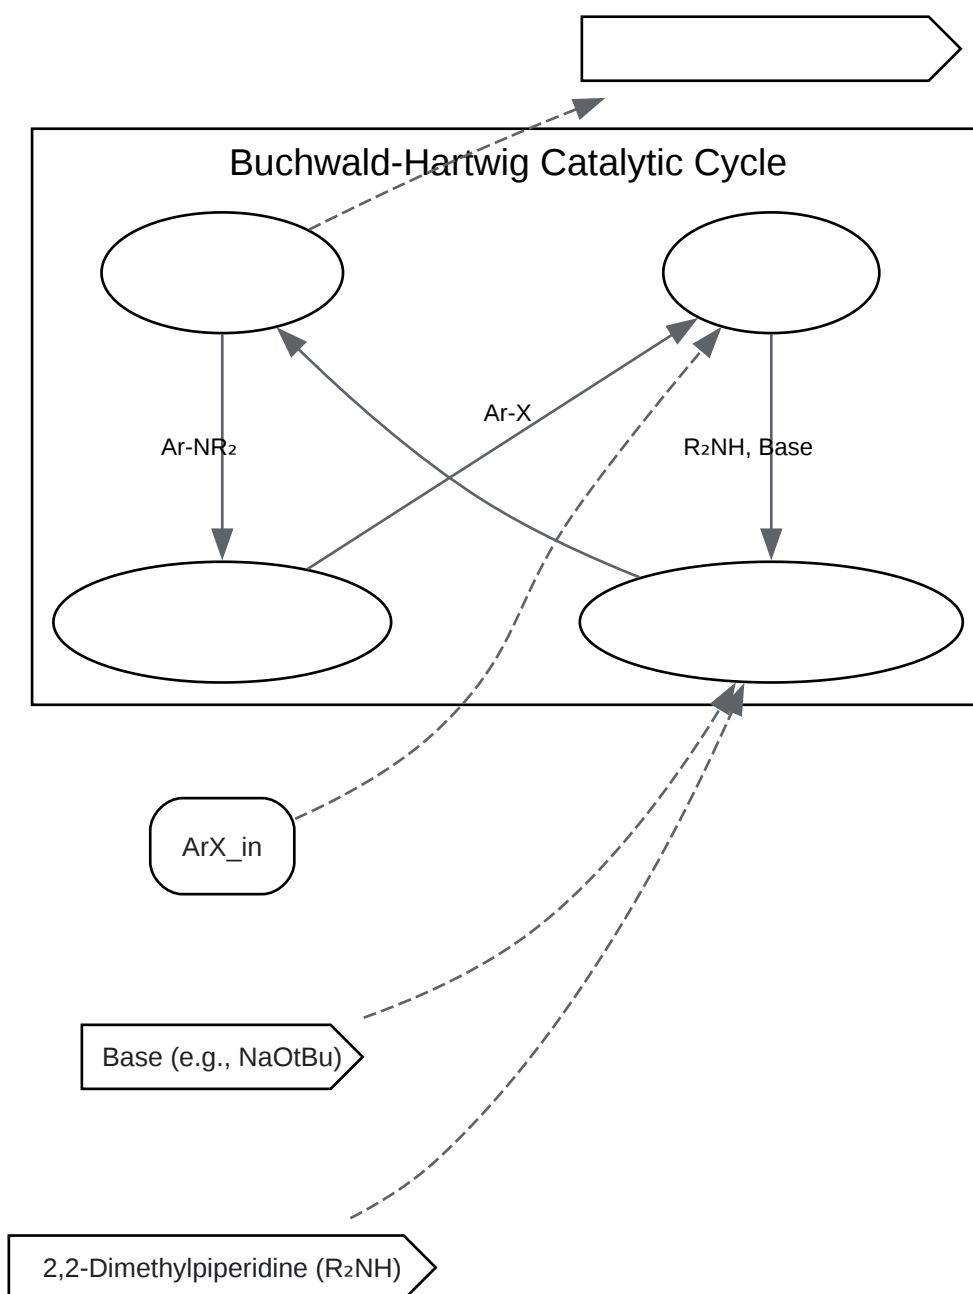 Buchwald-Hartwig Catalytic Cycle
Ar-X
Ar-NR₂
R₂NH, Base
ArX_in
Base (e.g., NaOtBu)
2,2-Dimethylpiperidine (R₂NH)